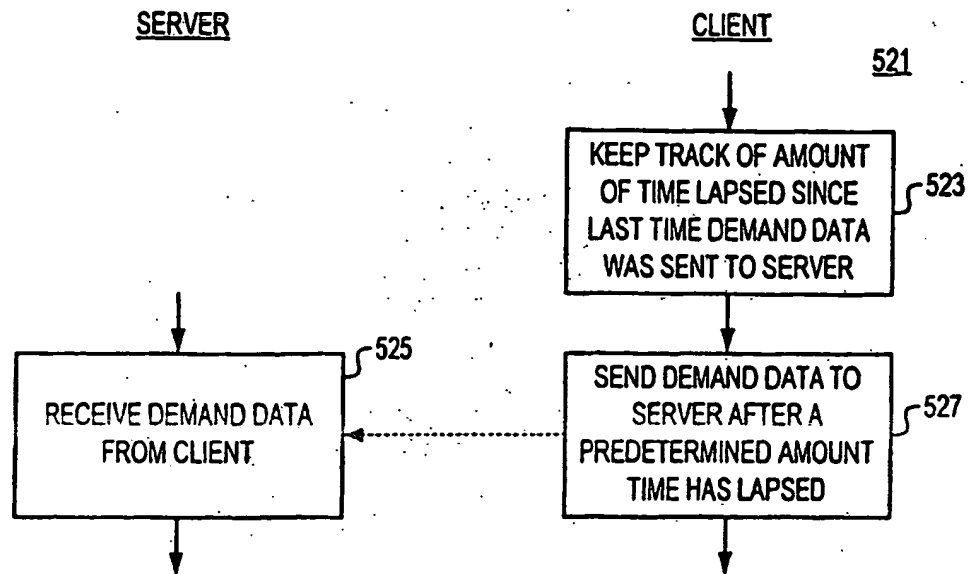 SERVER
CLIENT
521
KEEP TRACK OF AMOUNT
OF TIME LAPSED SINCE
LAST TIME DEMAND DATA
WAS SENT TO SERVER
523
525
RECEIVE DEMAND DATA
FROM CLIENT
SEND DEMAND DATA TO
SERVER AFTER A
PREDETERMINED AMOUNT
TIME HAS LAPSED
527